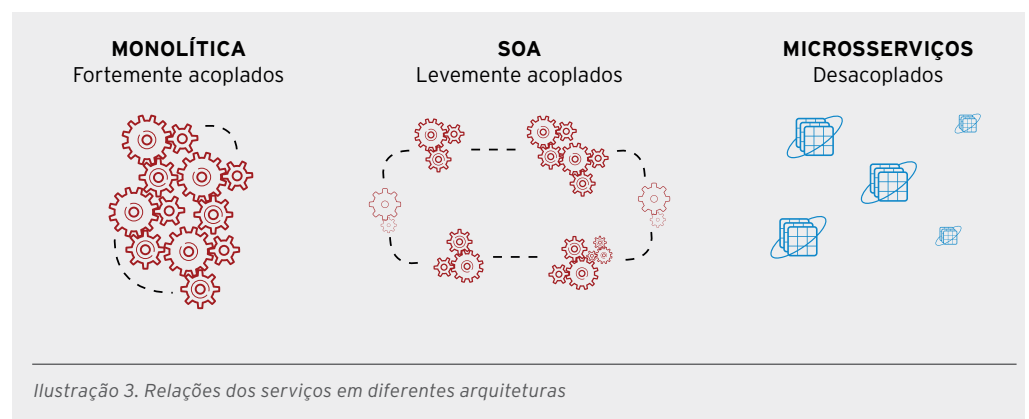 MONOLÍTICA
Fortemente acoplados
SOA
Levemente acoplados
MICROSSERVIÇOS
Desacoplados
Ilustração 3. Relações dos serviços em diferentes arquiteturas